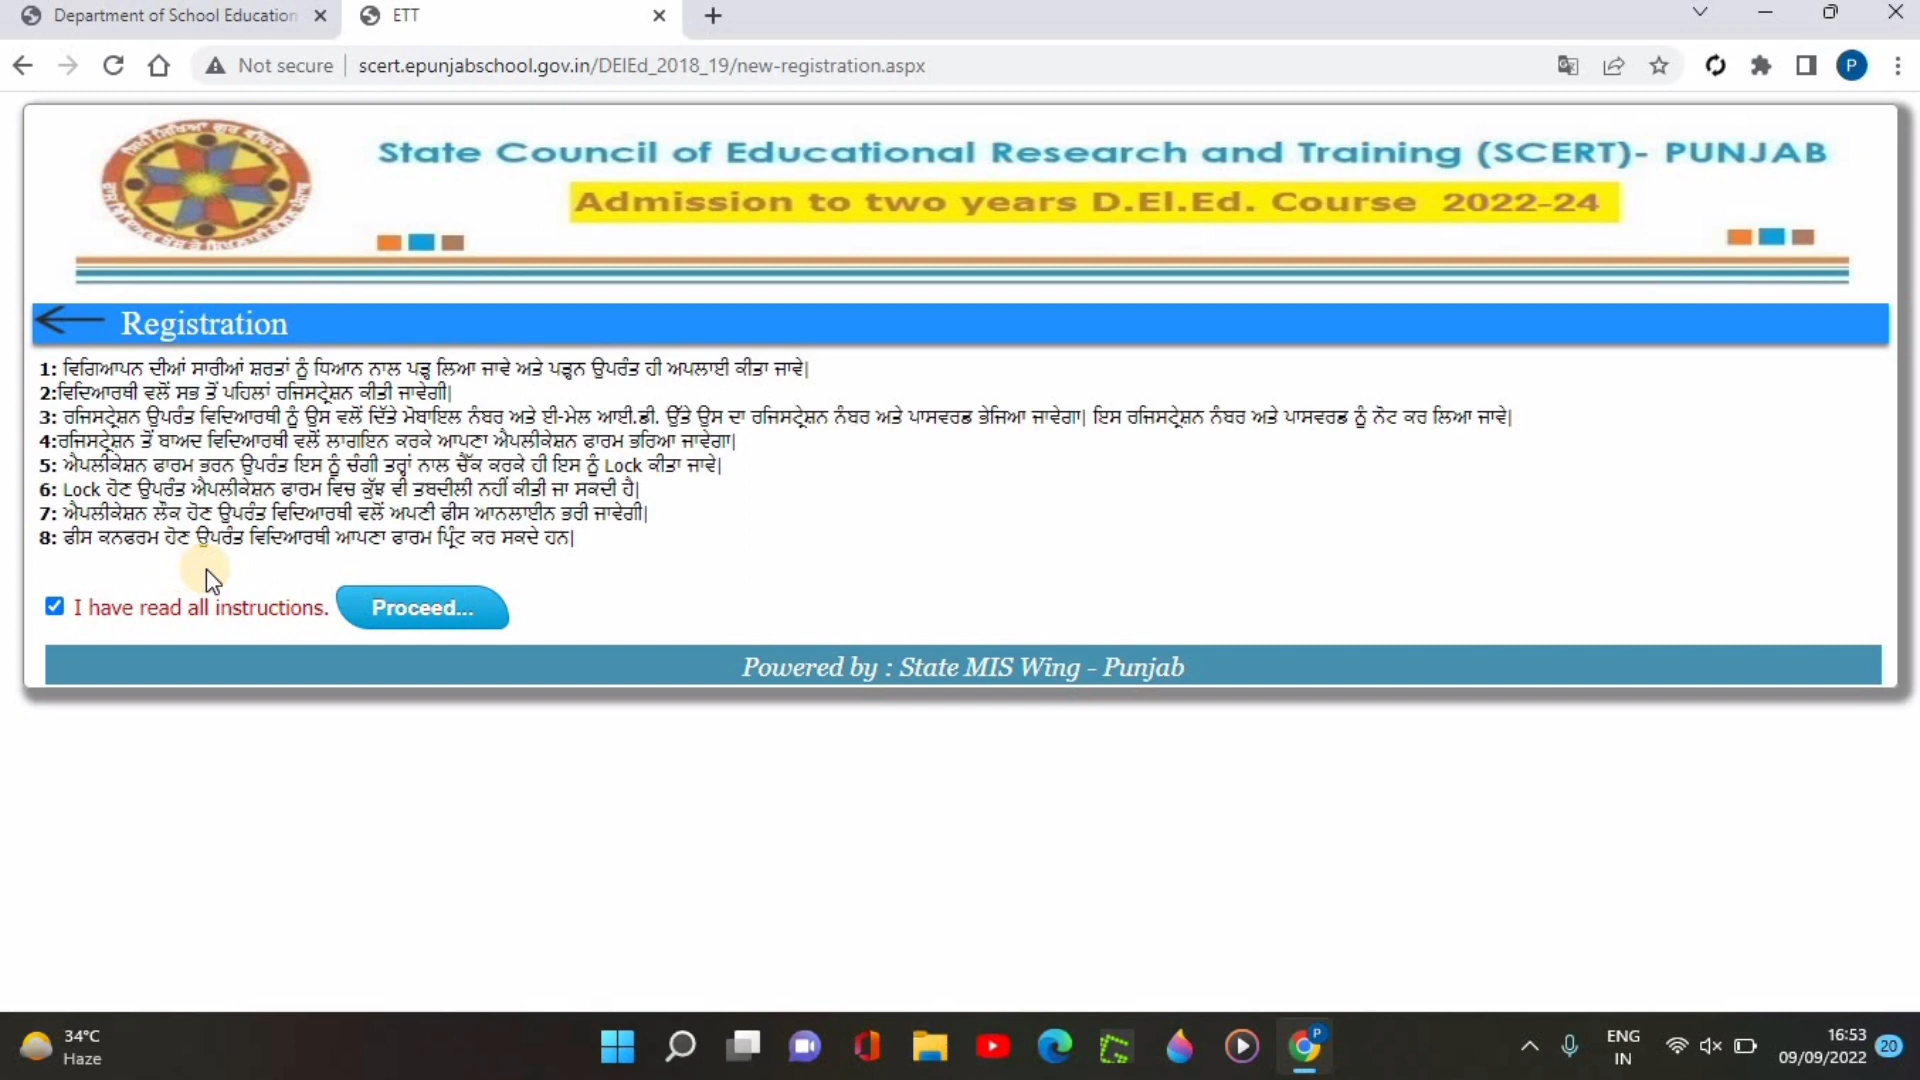 Department of School Education
ETT
Not secure
scert.epunjabschool.gov.in/DElEd_2018_19/new-registration.aspx
P
State Council of Educational Research and Training (SCERT)- PUNJAB
Admission to two years D.El.Ed. Course 2022-24
Registration
1: ਵਿਗਿਆਪਨ ਦੀਆਂ ਸਾਰੀਆਂ ਸ਼ਰਤਾਂ ਨੂੰ ਧਿਆਨ ਨਾਲ ਪੜ੍ਹ ਲਿਆ ਜਾਵੇ ਅਤੇ ਪੜ੍ਹਨ ਉਪਰੰਤ ਹੀ ਅਪਲਾਈ ਕੀਤਾ ਜਾਵੇ|
2:ਵਿਦਿਆਰਥੀ ਵਲੋਂ ਸਭ ਤੋਂ ਪਹਿਲਾਂ ਰਜਿਸਟ੍ਰੇਸ਼ਨ ਕੀਤੀ ਜਾਵੇਗੀ|
3: ਰਜਿਸਟ੍ਰੇਸ਼ਨ ਉਪਰੰਤ ਵਿਦਿਆਰਥੀ ਨੂੰ ਉਸ ਵਲੋਂ ਦਿੱਤੇ ਮੋਬਾਇਲ ਨੰਬਰ ਅਤੇ ਈ-ਮੇਲ ਆਈ.ਡੀ. ਉੱਤੇ ਉਸ ਦਾ ਰਜਿਸਟ੍ਰੇਸ਼ਨ ਨੰਬਰ ਅਤੇ ਪਾਸਵਰਡ ਭੇਜਿਆ ਜਾਵੇਗਾ| ਇਸ ਰਜਿਸਟ੍ਰੇਸ਼ਨ ਨੰਬਰ ਅਤੇ ਪਾਸਵਰਡ ਨੂੰ ਨੋਟ ਕਰ ਲਿਆ ਜਾਵੇ|
4:ਰਜਿਸਟ੍ਰੇਸ਼ਨ ਤੋਂ ਬਾਅਦ ਵਿਦਿਆਰਥੀ ਵਲੋਂ ਲਾਗਇਨ ਕਰਕੇ ਆਪਣਾ ਐਪਲੀਕੇਸ਼ਨ ਫਾਰਮ ਭਰਿਆ ਜਾਵੇਗਾ|
5: ਐਪਲੀਕੇਸ਼ਨ ਫਾਰਮ ਭਰਨ ਉਪਰੰਤ ਇਸ ਨੂੰ ਚੰਗੀ ਤਰ੍ਹਾਂ ਨਾਲ ਚੈੱਕ ਕਰਕੇ ਹੀ ਇਸ ਨੂੰ Lock ਕੀਤਾ ਜਾਵੇ|
6: Lock ਹੋਣ ਉਪਰੰਤ ਐਪਲੀਕੇਸ਼ਨ ਫਾਰਮ ਵਿਚ ਕੁੱਝ ਵੀ ਤਬਦੀਲੀ ਨਹੀਂ ਕੀਤੀ ਜਾ ਸਕਦੀ ਹੈ|
7: ਐਪਲੀਕੇਸ਼ਨ ਲੌਕ ਹੋਣ ਉਪਰੰਤ ਵਿਦਿਆਰਥੀ ਵਲੋਂ ਅਪਣੀ ਫੀਸ ਆਨਲਾਈਨ ਭਰੀ ਜਾਵੇਗੀ|
8: ਫੀਸ ਕਨਫਰਮ ਹੋਣ ਉਪਰੰਤ ਵਿਦਿਆਰਥੀ ਆਪਣਾ ਫਾਰਮ ਪ੍ਰਿੰਟ ਕਰ ਸਕਦੇ ਹਨ|
I have read all instructions. Proceed...
Powered by : State MIS Wing - Punjab
34°C
Haze
P
ENG
IN
16:53
09/09/2022
20